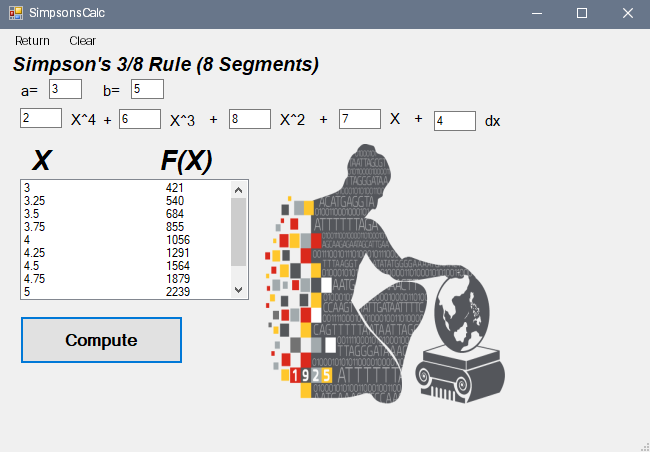 SimpsonsCalc
Return Clear
Simpson's 3/8 Rule (8 Segments)
a= 3 b= 5
2 X^4 + 6 X^3 + 8 X^2 + 7 X + 4 dx
X F(X)
3 421
3.25 540
3.5 684
3.75 855
4 1056
4.25 1291
4.5 1564
4.75 1879
5 2239
Compute
1925